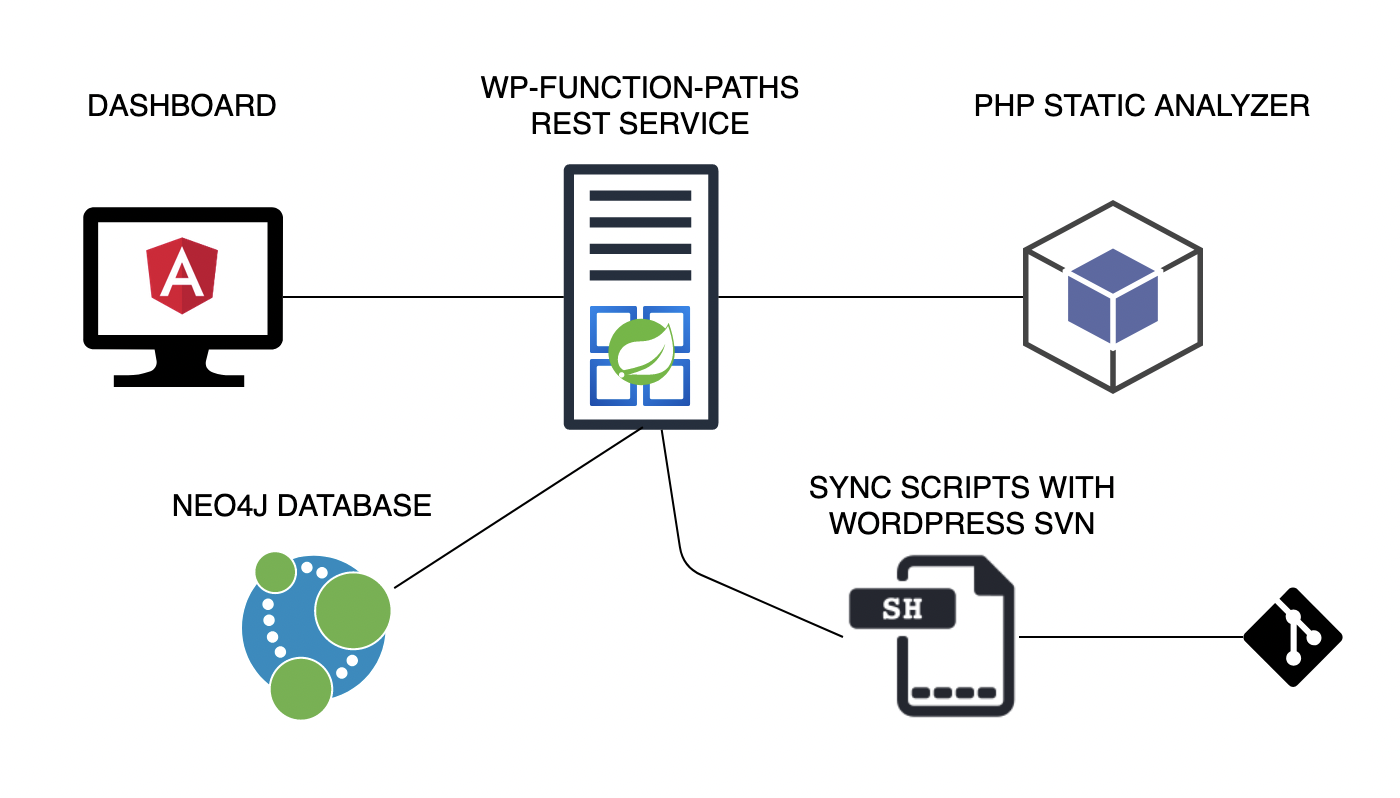 DASHBOARD
WP-FUNCTION-PATHS
REST SERVICE
PHP STATIC ANALYZER
A
NEO4J DATABASE
SYNC SCRIPTS WITH
WORDPRESS SVN
SH